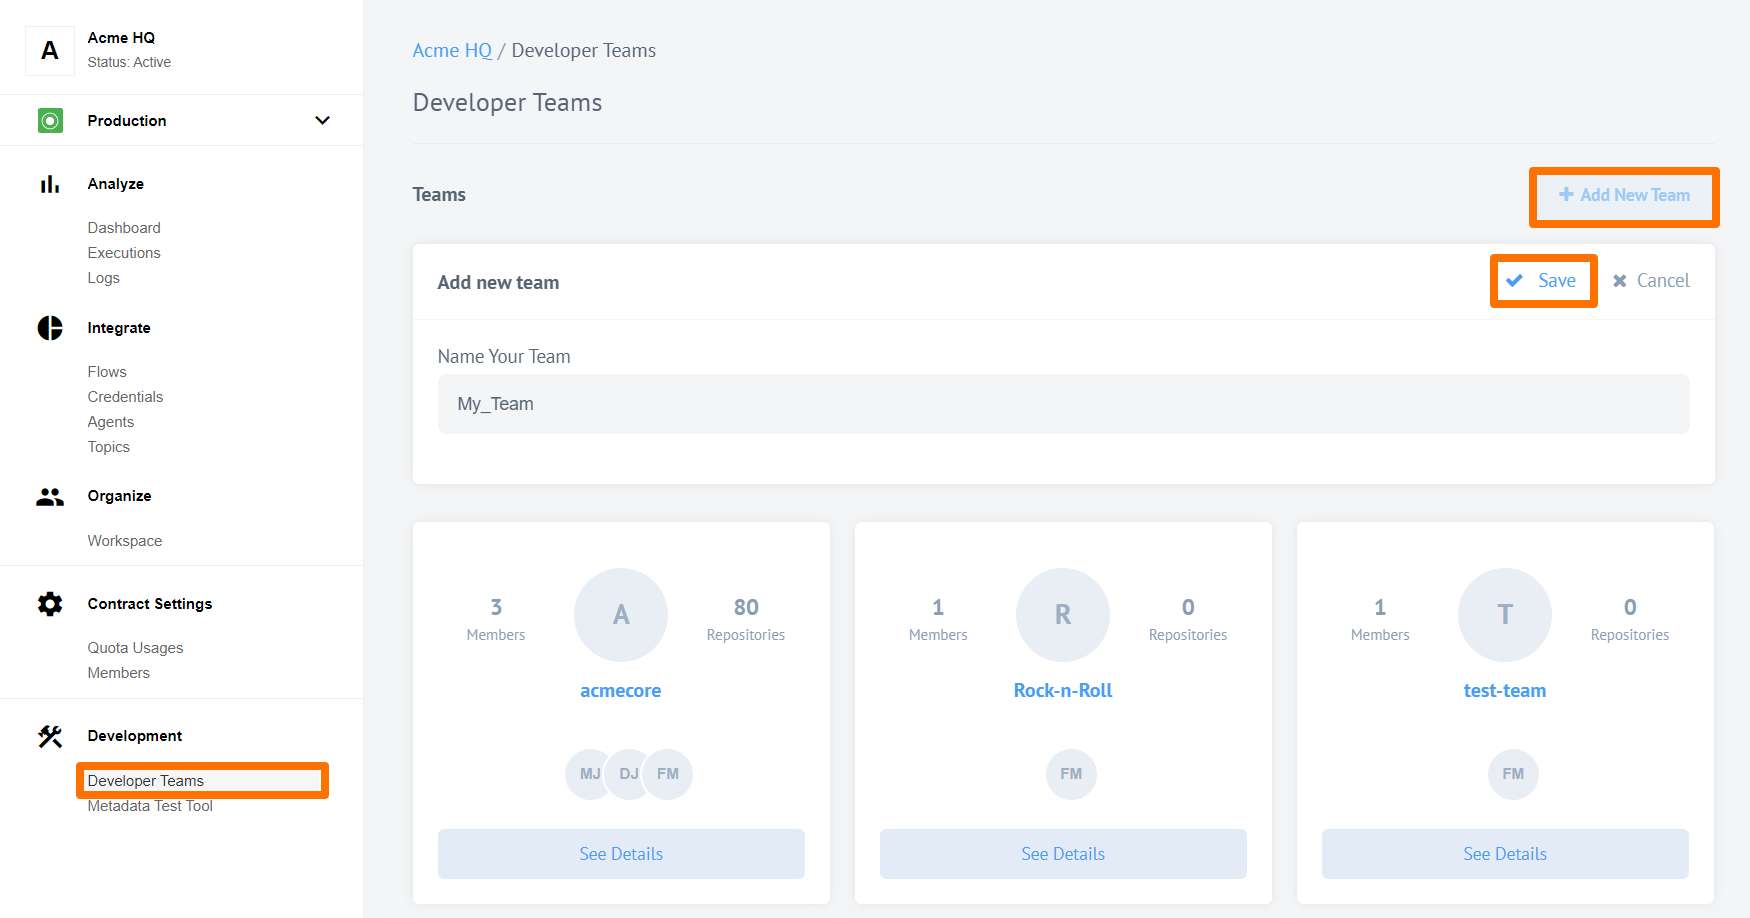 A
Acme HQ
Status: Active
Production
Analyze
Dashboard
Executions
Logs
Integrate
Flows
Credentials
Agents
Topics
Organize
Workspace
Contract Settings
Quota Usages
Members
Development
Developer Teams
Metadata Test Tool
Acme HQ / Developer Teams
Developer Teams
Teams
Add New Team
Add new team
Save
Cancel
Name Your Team
My_Team
3
Members
A
80
Repositories
acmecore
MJ DJ FM
See Details
1
Members
R
0
Repositories
Rock-n-Roll
FM
See Details
1
Members
T
0
Repositories
test-team
FM
See Details